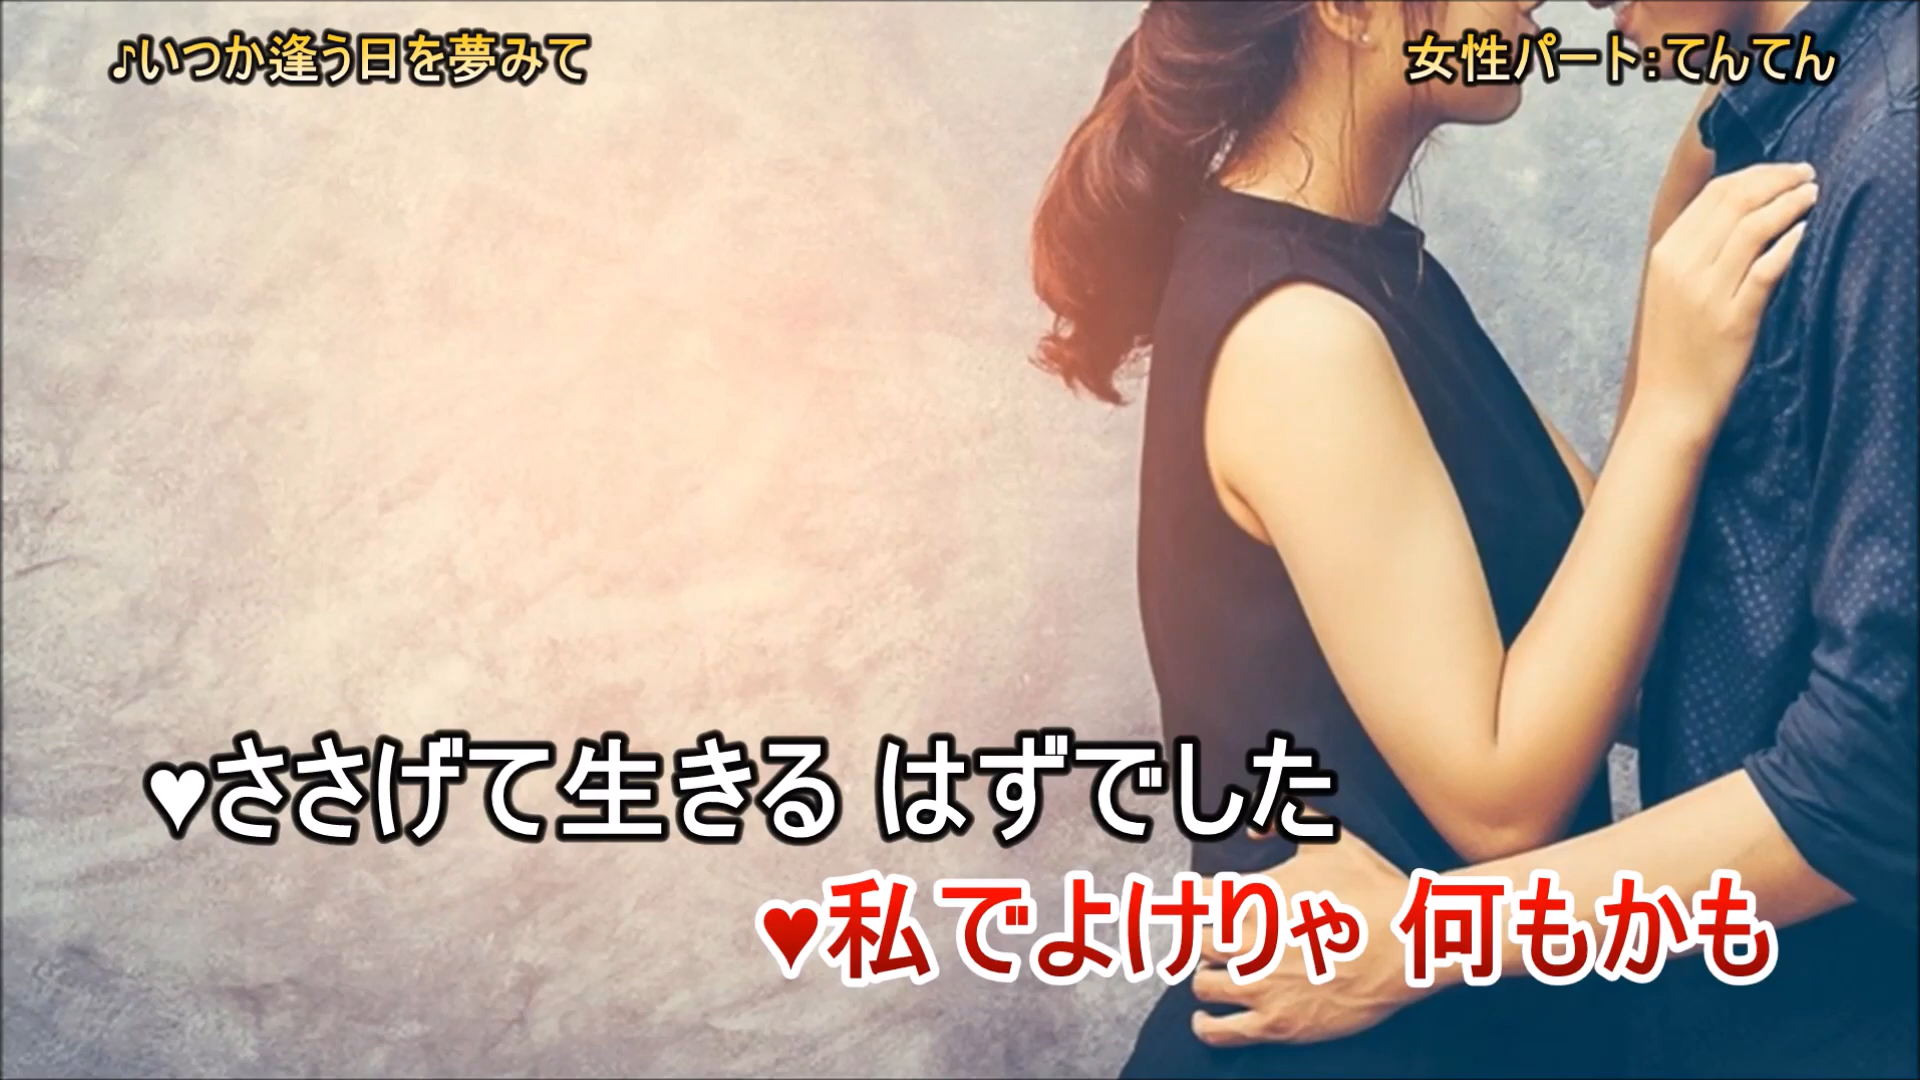 ♪いつか逢う日を夢みて
女性パート:てんてん
♥ささげて生きる はずでした
♥私でよけりゃ 何もかも